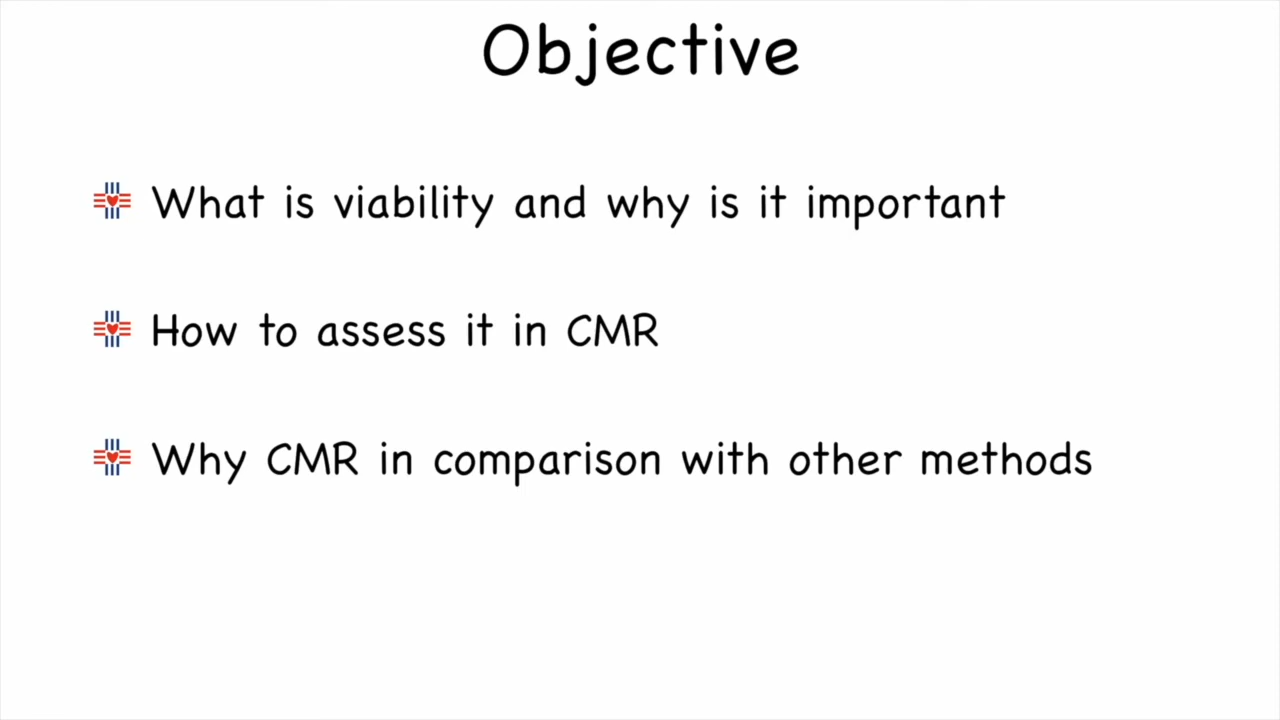 Objective
What is viability and why is it important
How to assess it in CMR
Why CMR in comparison with other methods